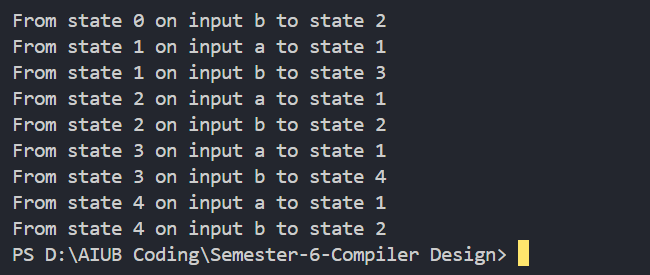 From state 0 on input b to state 2
From state 1 on input a to state 1
From state 1 on input b to state 3
From state 2 on input a to state 1
From state 2 on input b to state 2
From state 3 on input a to state 1
From state 3 on input b to state 4
From state 4 on input a to state 1
From state 4 on input b to state 2
PS D:\AIUB Coding\Semester-6-Compiler Design>